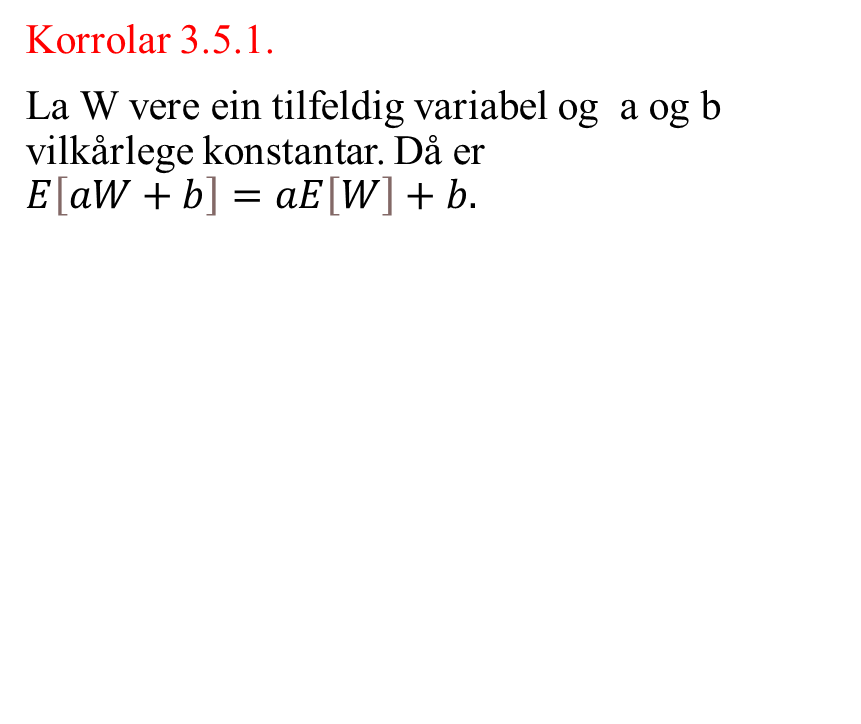 Korrolar 3.5.1.
La W vere ein tilfeldig variabel og  a og b
vilkårlege konstantar. Då er
𝐸[𝑎𝑊 + 𝑏] = 𝑎𝐸[𝑊] + 𝑏.